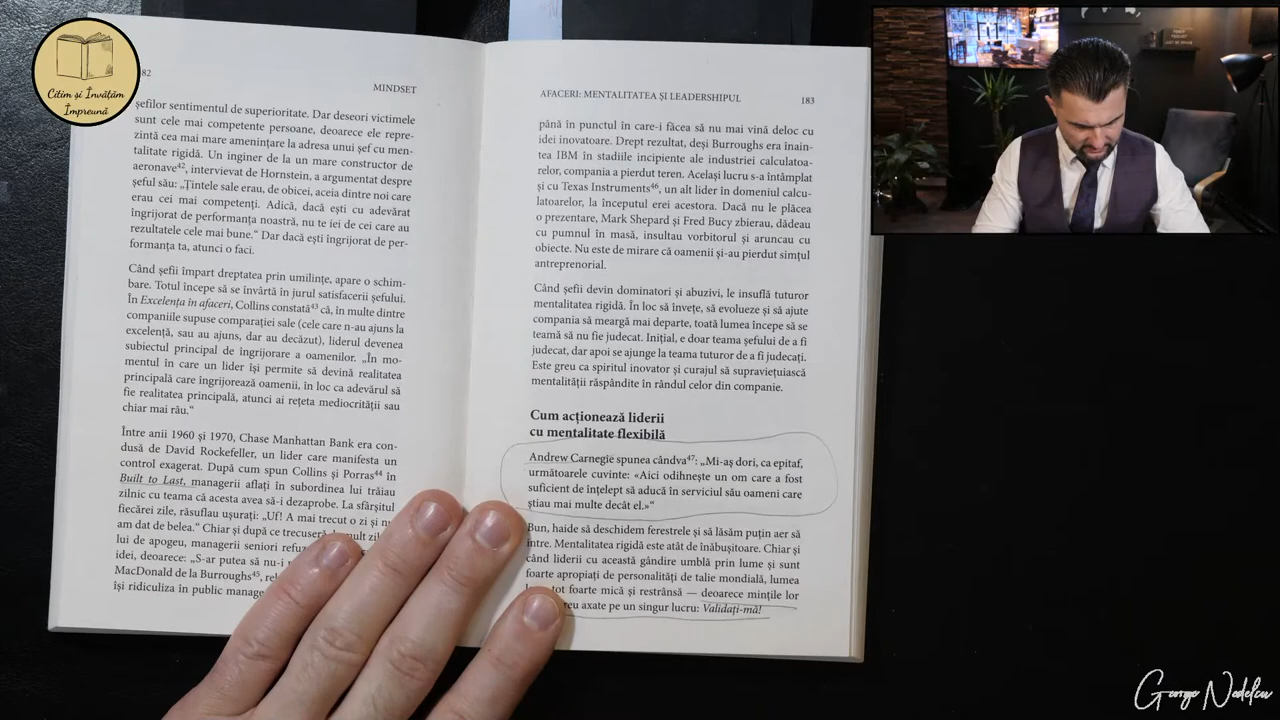 Citim și Învățăm
Împreună
82
MINDSET
șefilor sentimentul de superioritate. Dar deseori victimele
sunt cele mai competente persoane, deoarece ele repre-
zintă cea mai mare amenințare la adresa unui șef cu men-
talitate rigidă. Un inginer de la un mare constructor de
aeronave42, intervievat de Hornstein, a argumentat despre
șeful său: „Țintele sale erau, de obicei, aceia dintre noi care
erau cei mai competenți. Adică, dacă ești cu adevărat
îngrijorat de performanța noastră, nu te iei de cei care au
rezultatele cele mai bune.“ Dar dacă ești îngrijorat de per-
formanța ta, atunci o faci.
Când șefii împart dreptatea prin umilințe, apare o schim-
bare. Totul începe să se învârtă în jurul satisfacerii șefului.
În Excelența în afaceri, Collins constată43 că, în multe dintre
companiile supuse comparației sale (cele care n-au ajuns la
excelență, sau au ajuns, dar au decăzut), liderul devenea
subiectul principal de îngrijorare a oamenilor. „În mo-
mentul în care un lider își permite să devină realitatea
principală care îngrijorează oamenii, în loc ca adevărul să
fie realitatea principală, atunci ai rețeta mediocrității sau
chiar mai rău.“
Între anii 1960 și 1970, Chase Manhattan Bank era con-
dusă de David Rockefeller, un lider care manifesta un
control exagerat. După cum spun Collins și Porras44 în
Built to Last, managerii aflați în subordinea lui trăiau
zilnic cu teama că acesta avea să-i dezaprobe. La sfârșitul
fiecărei zile, răsuflau ușurați: „Uf! A mai trecut o zi și nu
am dat de belea.“ Chiar și după ce trecuseră mult
lui de apogeu, managerii seniori
idei, deoarece: „S-ar putea să nu-i
MacDonald de la Burroughs45,
își ridiculiza în public
AFACERI: MENTALITATEA ȘI LEADERSHIPUL
183
până în punctul în care-i făcea să nu mai vină deloc cu
idei inovatoare. Drept rezultat, deși Burroughs era înain-
tea IBM în stadiile incipiente ale industriei calculatoa-
relor, compania a pierdut teren. Același lucru s-a întâmplat
și cu Texas Instruments46, un alt lider în domeniul calcu-
latoarelor, la începutul erei acestora. Dacă nu le plăcea
o prezentare, Mark Shepard și Fred Bucy zbierau, dădeau
cu pumnul în masă, insultau vorbitorul și aruncau cu
obiecte. Nu este de mirare că oamenii și-au pierdut simțul
antreprenorial.
Când șefii devin dominatori și abuzivi, le insuflă tuturor
mentalitatea rigidă. În loc să învețe, să evolueze și să ajute
compania să meargă mai departe, toată lumea începe să se
teamă să nu fie judecat. Inițial, e doar teama șefului de a fi
judecat, dar apoi se ajunge la teama tuturor de a fi judecați.
Este greu ca spiritul inovator și curajul să supraviețuiască
mentalității răspândite în rândul celor din companie.
Cum acționează liderii
cu mentalitate flexibilă
Andrew Carnegie spunea cândva47: „Mi-aș dori, ca epitaf,
următoarele cuvinte: «Aici odihnește un om care a fost
suficient de înțelept să aducă în serviciul său oameni care
știau mai multe decât el.»“
Bun, haide să deschidem ferestrele și să lăsăm puțin aer să
intre. Mentalitatea rigidă este atât de înăbușitoare. Chiar și
când liderii cu această gândire umblă prin lume și sunt
foarte apropiați de personalități de talie mondială, lumea
tot foarte mică și restrânsă — deoarece mințile lor
axate pe un singur lucru: Validați-mă!
George Nedelcu